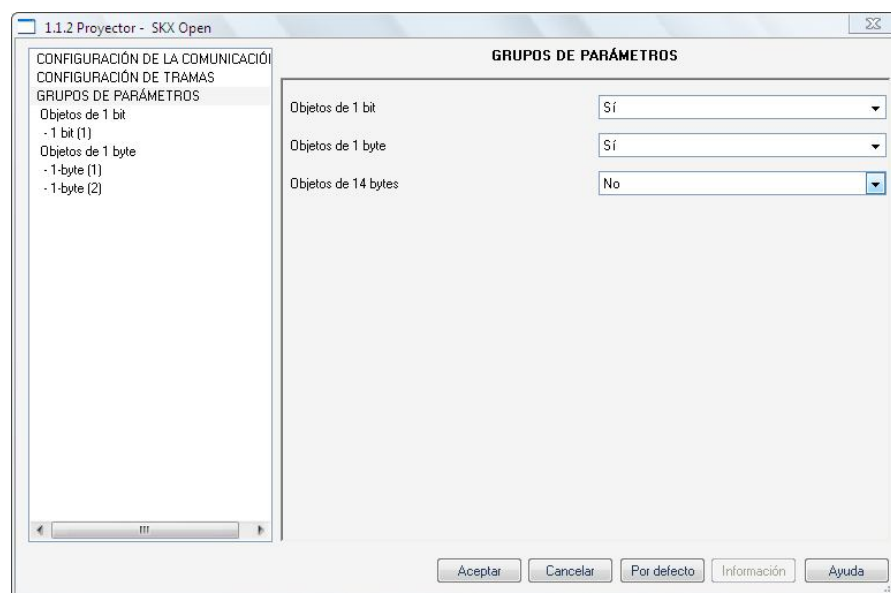 1.1.2 Proyector - SKX Open
CONFIGURACIÓN DE LA COMUNICACIÓI
CONFIGURACIÓN DE TRAMAS
GRUPOS DE PARÁMETROS
Objetos de 1 bit
- 1 bit (1)
Objetos de 1 byte
- 1-byte (1)
- 1-byte (2)
GRUPOS DE PARÁMETROS
Objetos de 1 bit Sí
Objetos de 1 byte Sí
Objetos de 14 bytes No
Aceptar Cancelar Por defecto Información Ayuda